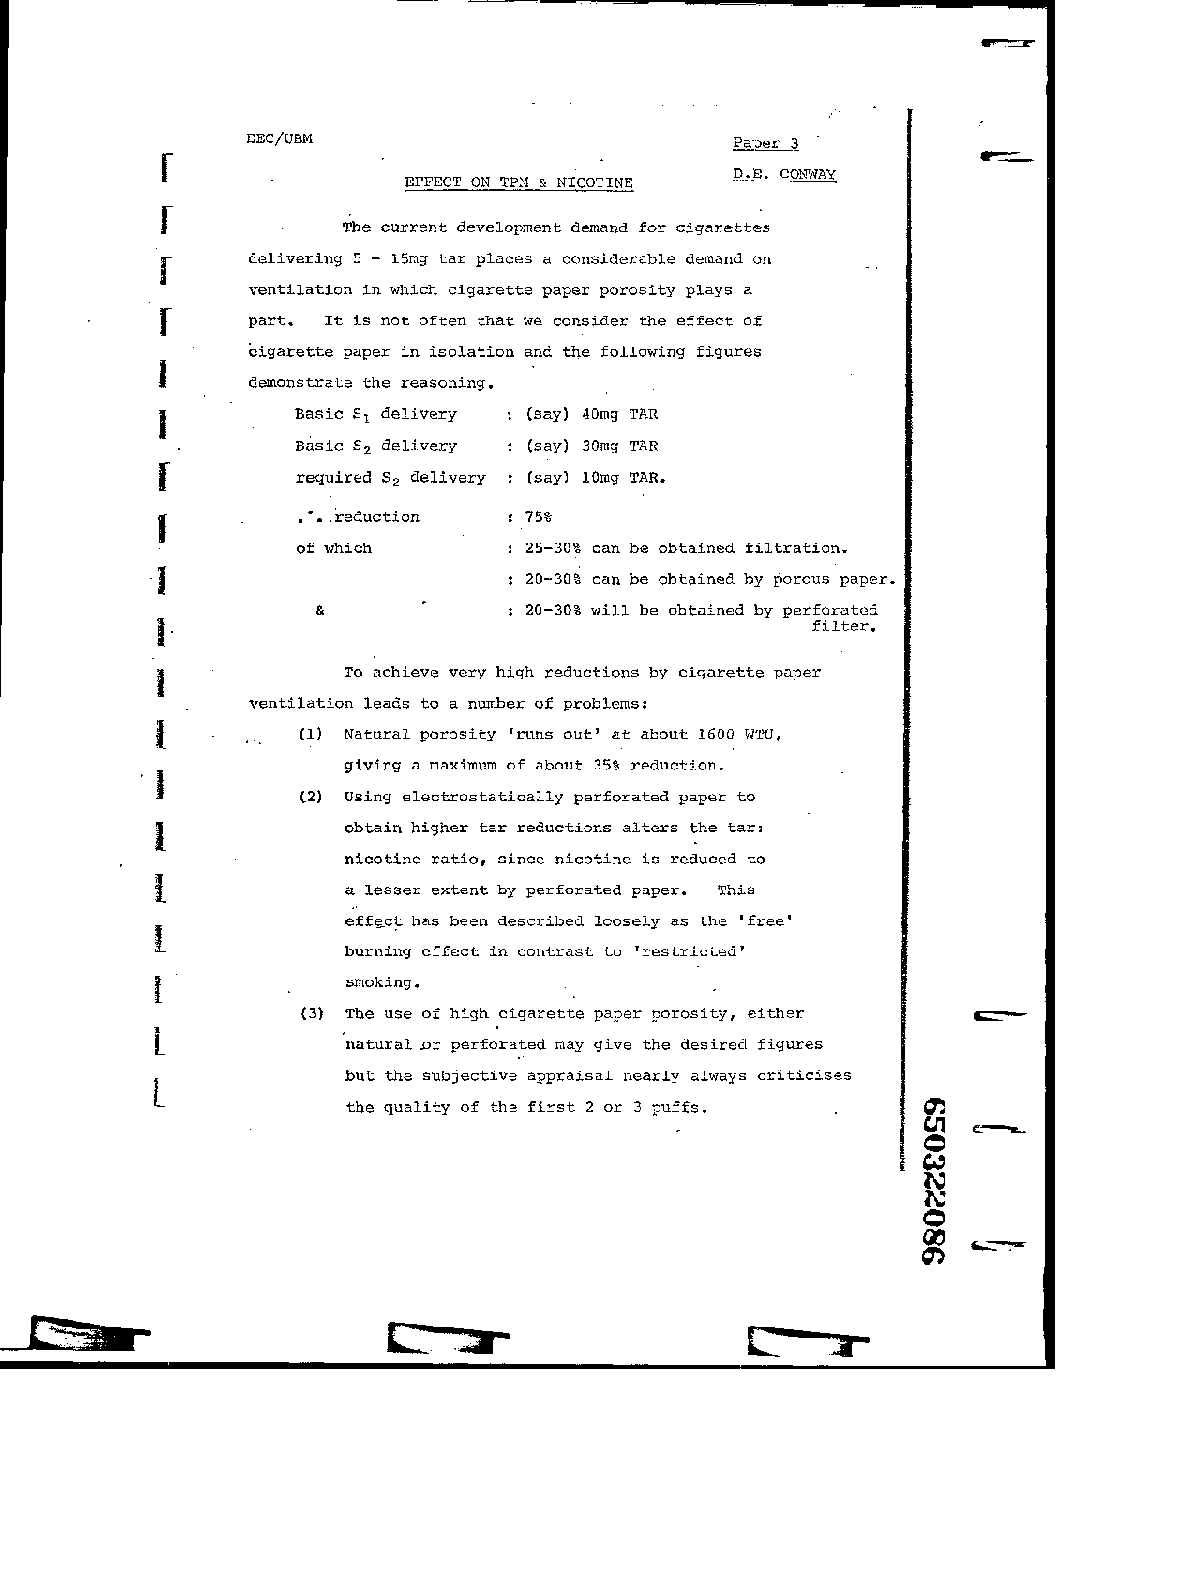 EEC/UBM
Paper 3
D.E. CONWAY
EFFECT ON TPM & NICOTINE
The current development demand for cigarettes
delivering 5 - 15mg tar places a considerable demand on
ventilation in which cigarette paper porosity plays a
part. It is not often that we consider the effect of
cigarette paper in isolation and the following figures
demonstrate the reasoning.
Basic S1 delivery : (say) 40mg TAR
Basic S2 delivery : (say) 30mg TAR
required S2 delivery : (say) 10mg TAR.
∴ reduction : 75%
of which : 25-30% can be obtained filtration.
: 20-30% can be obtained by porous paper.
& : 20-30% will be obtained by perforated
filter.
To achieve very high reductions by cigarette paper
ventilation leads to a number of problems:
(1) Natural porosity 'runs out' at about 1600 WTU,
giving a maximum of about 35% reduction.
(2) Using electrostatically perforated paper to
obtain higher tar reductions alters the tar:
nicotine ratio, since nicotine is reduced to
a lesser extent by perforated paper. This
effect has been described loosely as the 'free'
burning effect in contrast to 'restricted'
smoking.
(3) The use of high cigarette paper porosity, either
natural or perforated may give the desired figures
but the subjective appraisal nearly always criticises
the quality of the first 2 or 3 puffs.
650322086